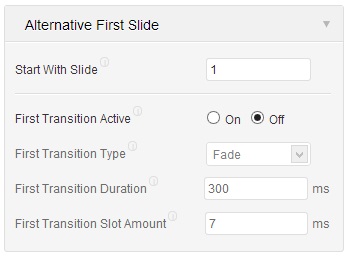 Alternative First Slide
Start With Slide 1
First Transition Active On Off
First Transition Type Fade
First Transition Duration 300 ms
First Transition Slot Amount 7 ms